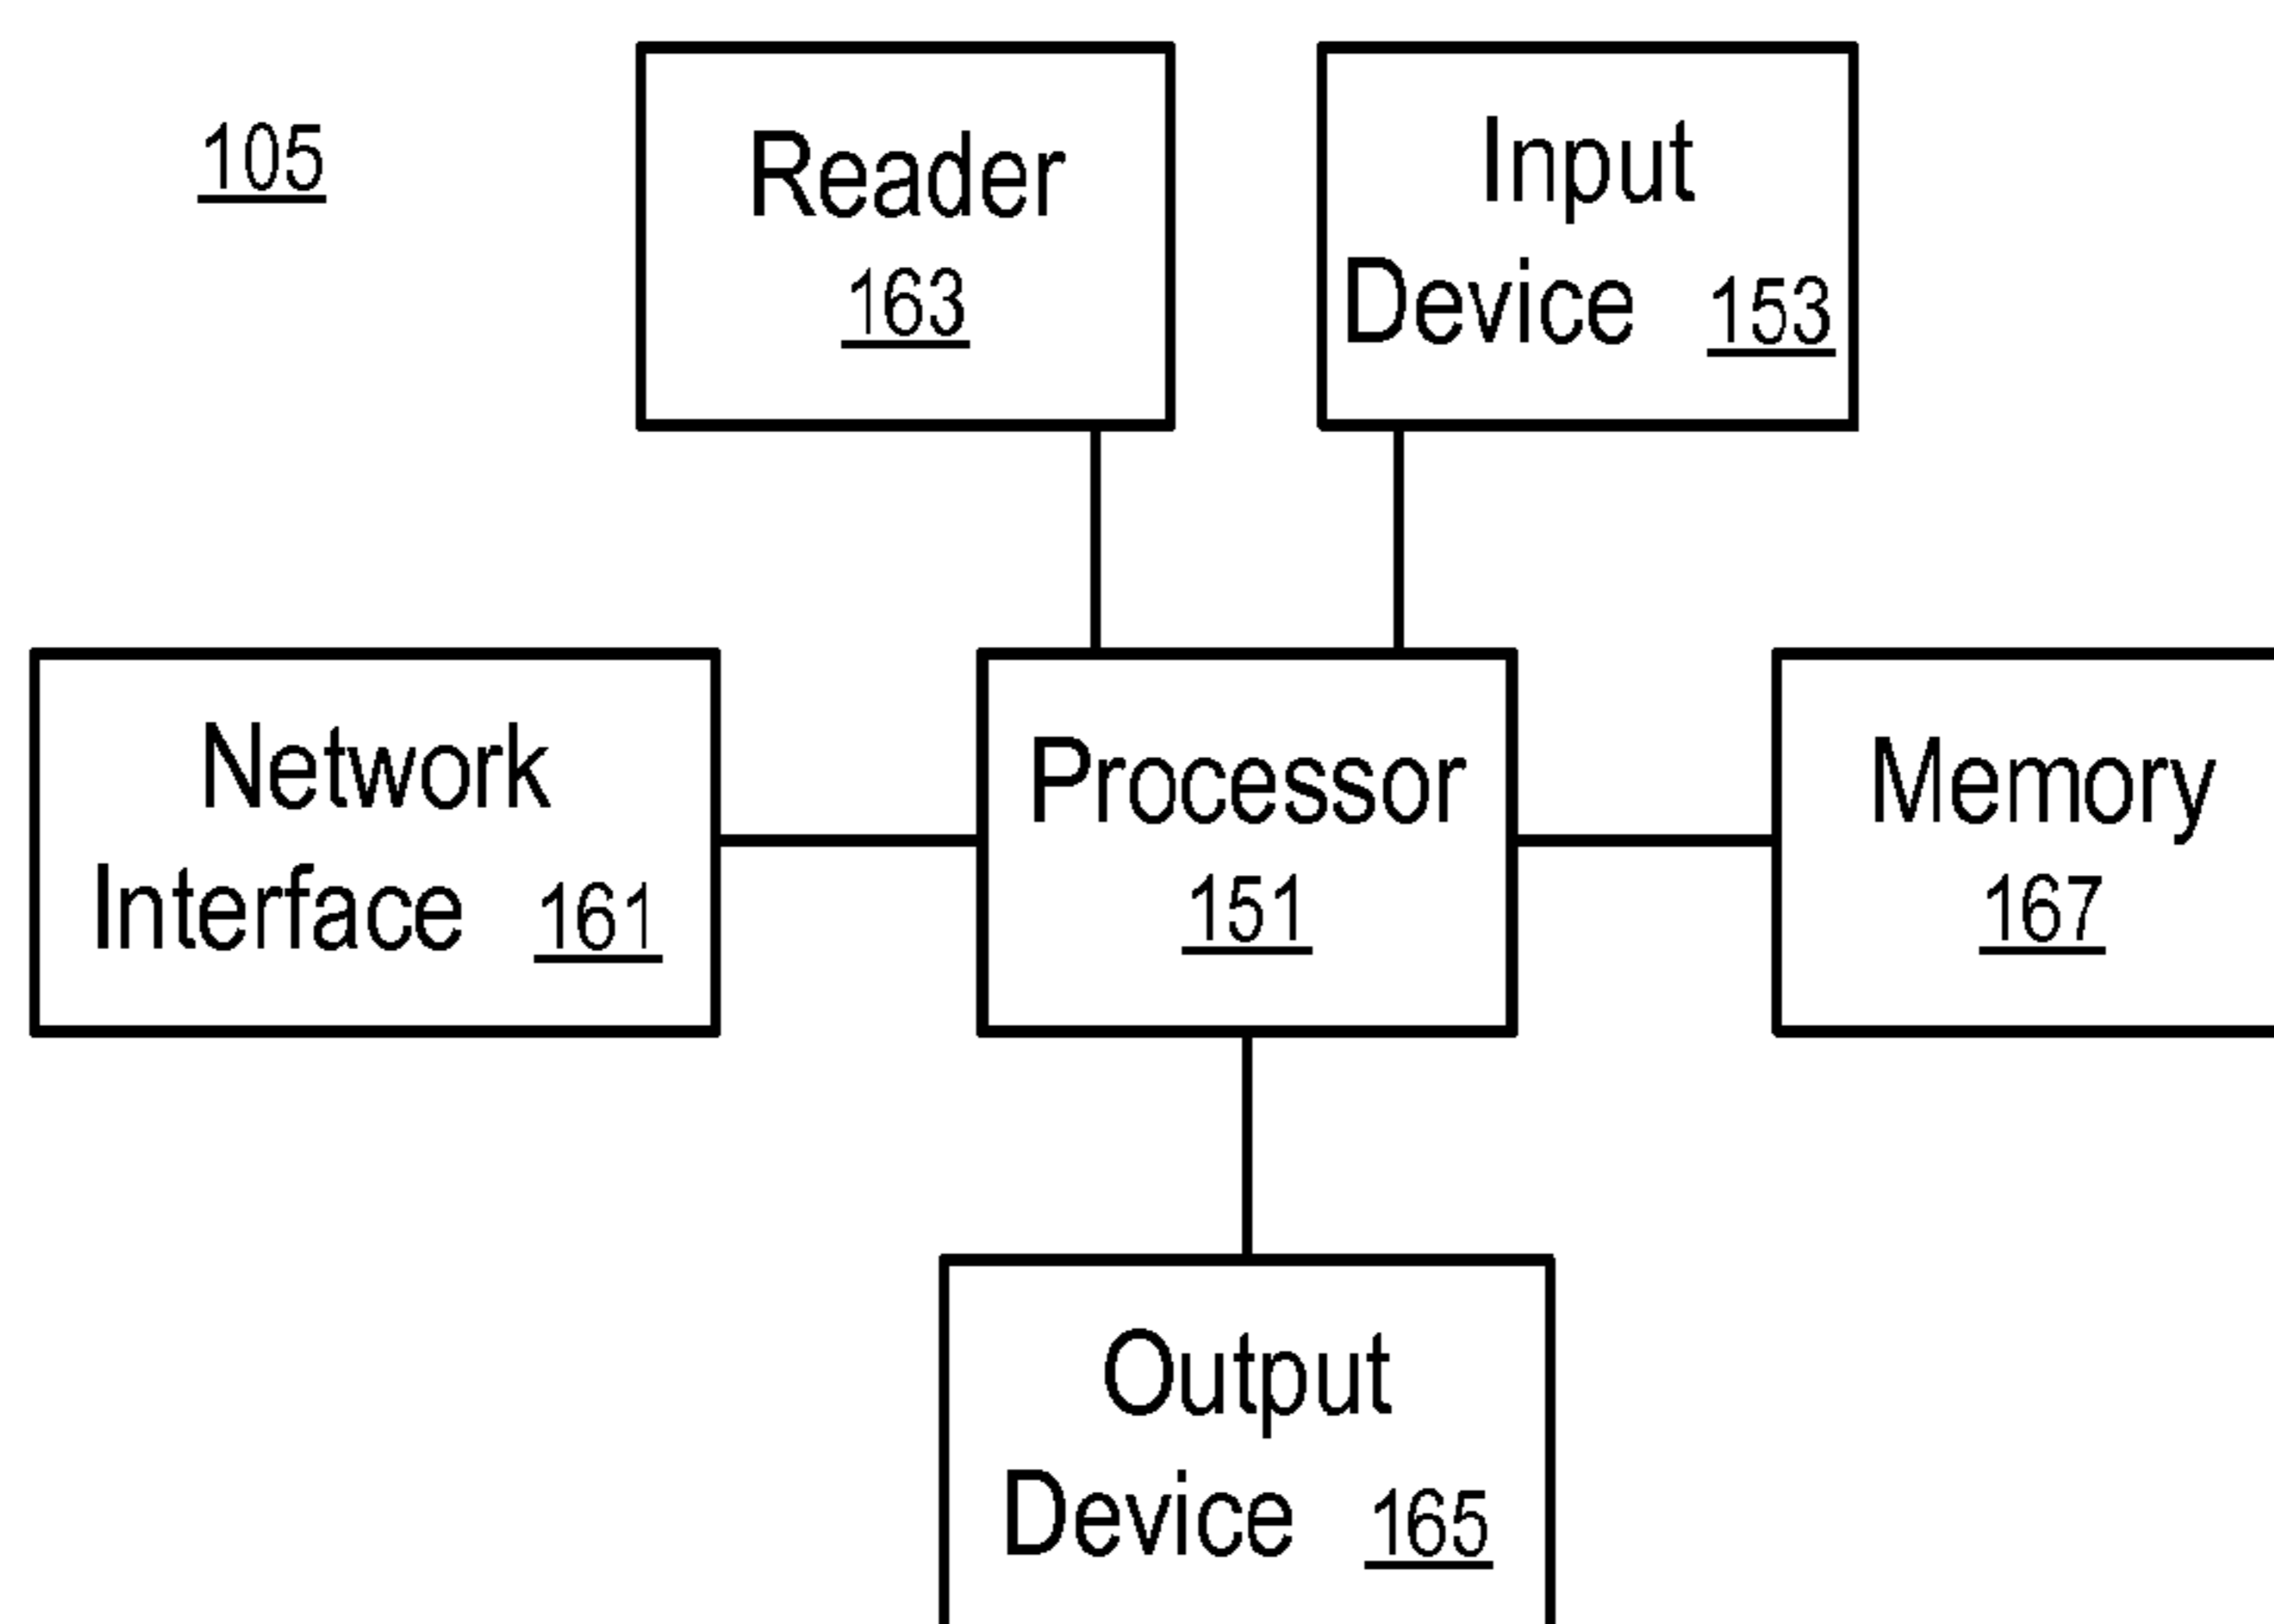 105
Reader
163
Input
Device 153
Network
Interface 161
Processor
151
Memory
167
Output
Device 165